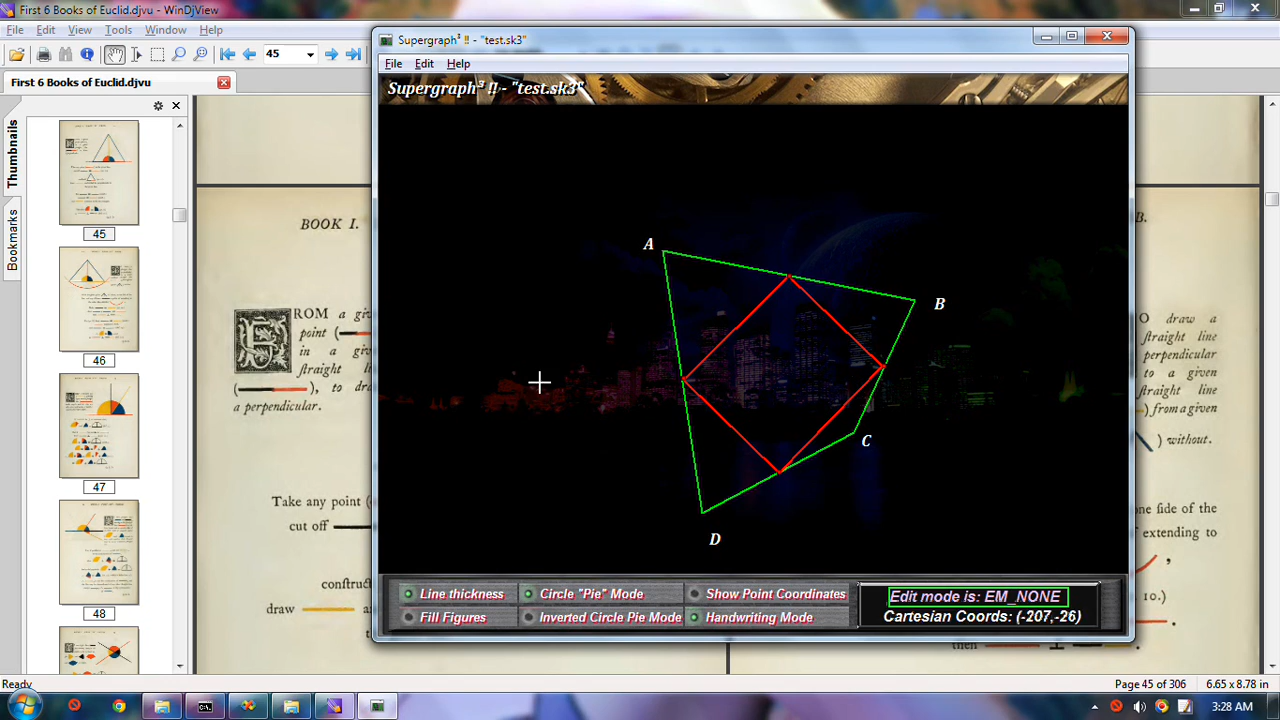 First 6 Books of Euclid.djvu - WinDjView
File Edit View Tools Window Help
45
First 6 Books of Euclid.djvu
Thumbnails
Bookmarks
45
46
47
48
BOOK I.
ROM a giv
point (
in a giv
ſtraight li
(), to dra
a perpendicular.
Take any point (
cut off
conſtruct
draw
Supergraph³ !! - "test.sk3"
File Edit Help
Supergraph³ !! - "test.sk3"
A
B
C
D
Line thickness Circle "Pie" Mode Show Point Coordinates
Fill Figures Inverted Circle Pie Mode Handwriting Mode
Edit mode is: EM_NONE
Cartesian Coords: (-207,-26)
B.
O draw a
ſtraight line
perpendicular
to a given
ſtraight line
) from a given
) without.
one ſide of the
f extending to
10.)
then
Ready
Page 45 of 306 6.65 x 8.78 in
3:28 AM